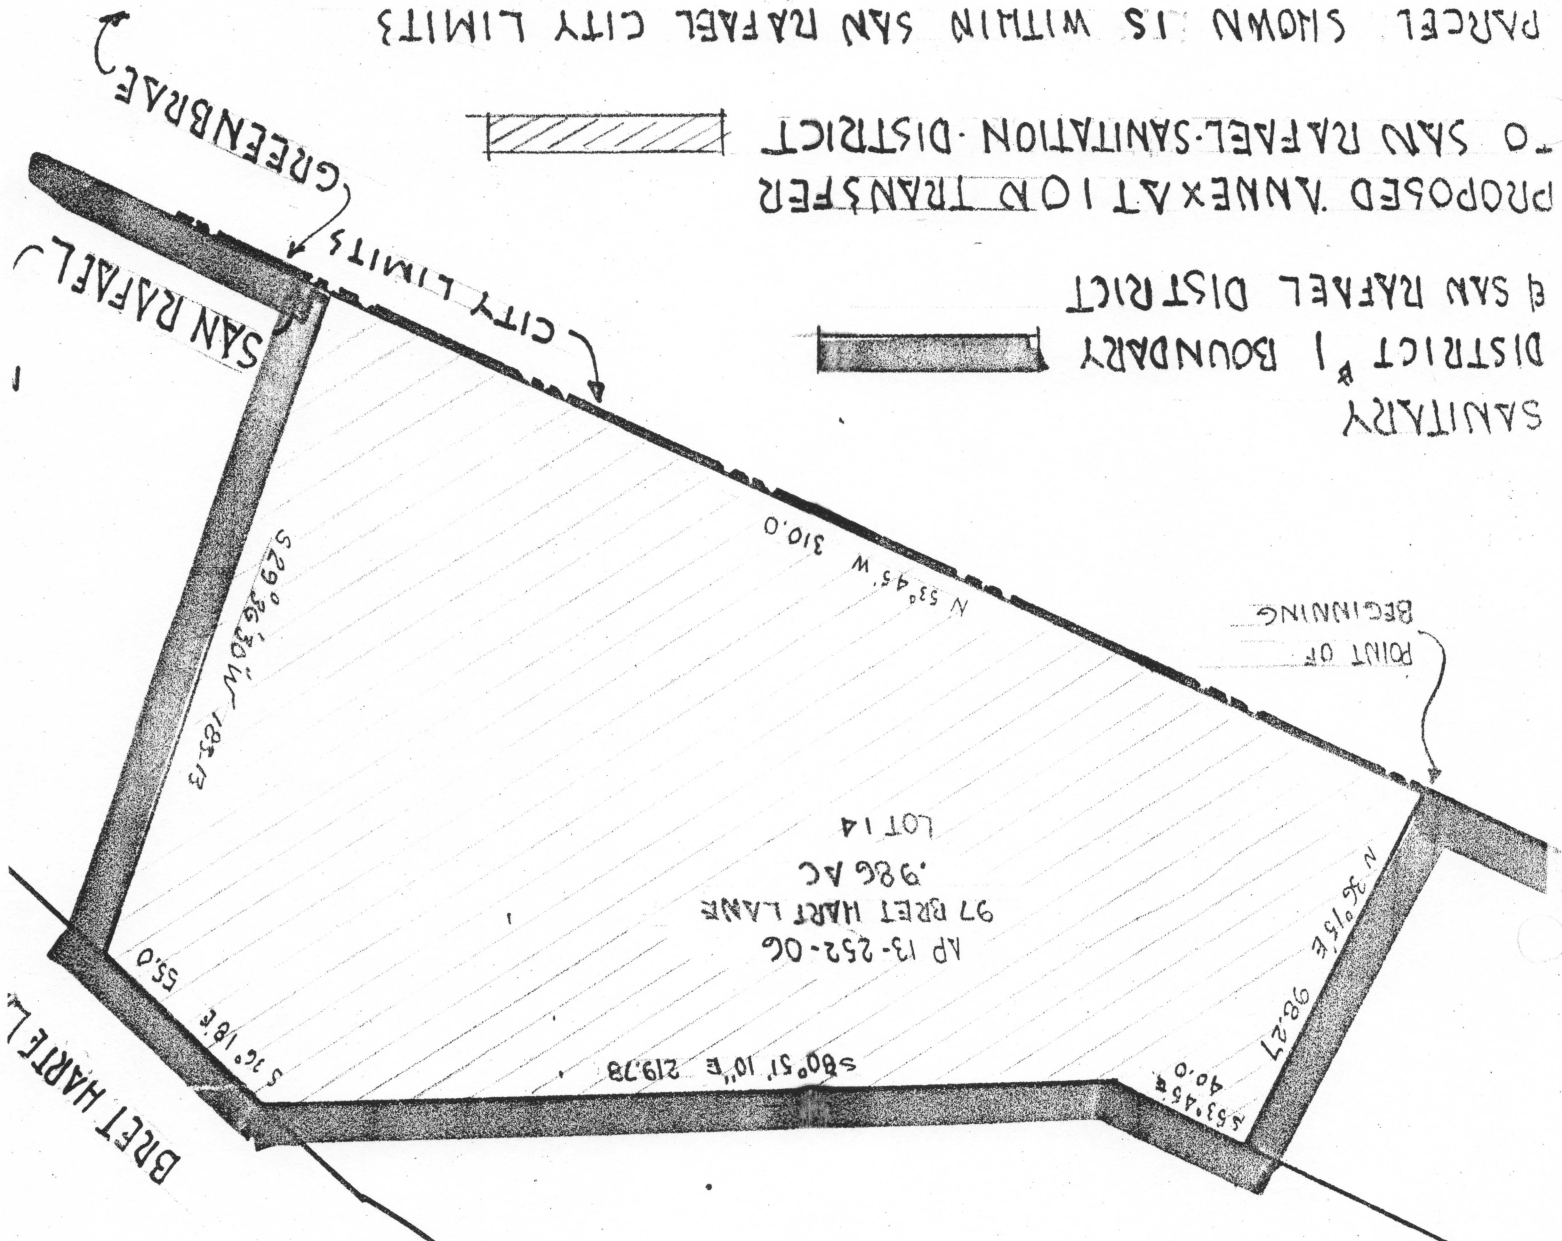 BRET HARTE L
S 53° 45' E
40.0
S80° 51' 10" E 219.78
S 36° 18' E
55.0
N 36° 15' E 98.27
AP 13-252-06
97 BRET HART LANE
.986 AC
LOT 14
S 29° 36' 30" W 183.13
POINT OF
BEGINNING
N 53° 45' W 310.0
SAN RAFAEL
CITY LIMITS
GREENBRAE
SANITARY
DISTRICT #1 BOUNDARY
& SAN RAFAEL DISTRICT
PROPOSED ANNEXATION TRANSFER
TO SAN RAFAEL SANITATION DISTRICT
PARCEL SHOWN IS WITHIN SAN RAFAEL CITY LIMITS